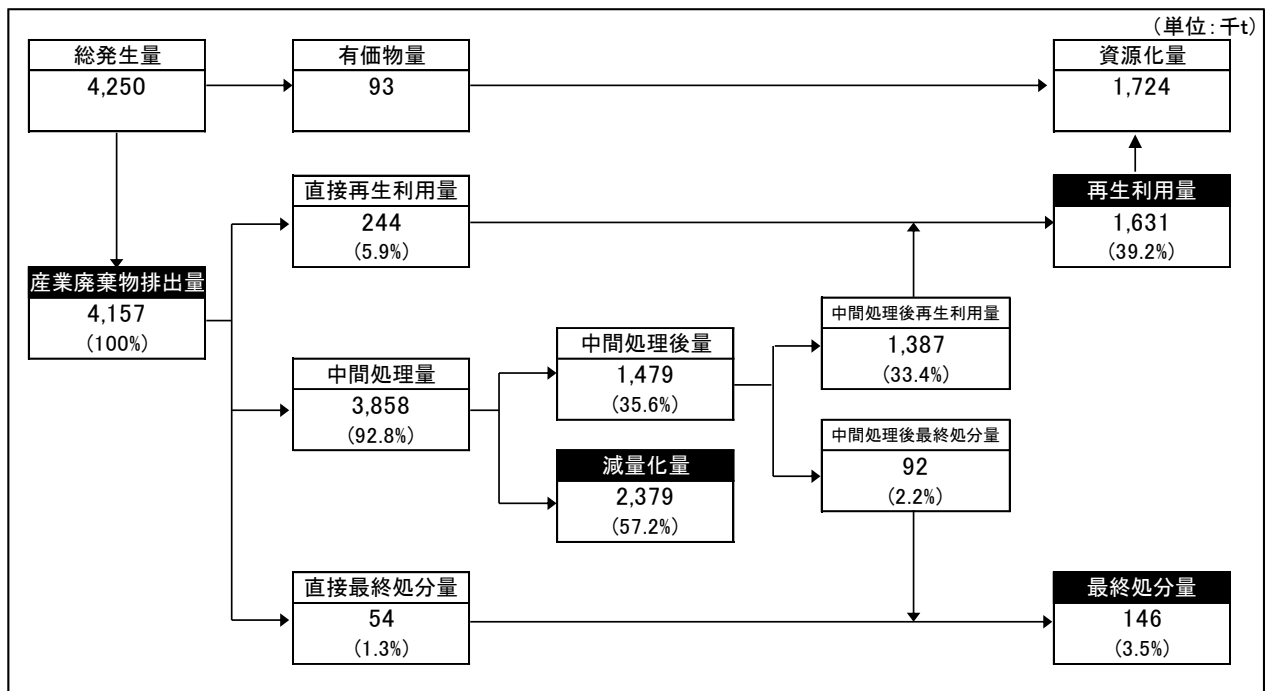 （単位：千t）
総発生量
4,250
有価物量
93
資源化量
1,724
直接再生利用量
244
(5.9%)
再生利用量
1,631
(39.2%)
産業廃棄物排出量
4,157
(100%)
中間処理量
3,858
(92.8%)
中間処理後量
1,479
(35.6%)
中間処理後再生利用量
1,387
(33.4%)
減量化量
2,379
(57.2%)
中間処理後最終処分量
92
(2.2%)
直接最終処分量
54
(1.3%)
最終処分量
146
(3.5%)